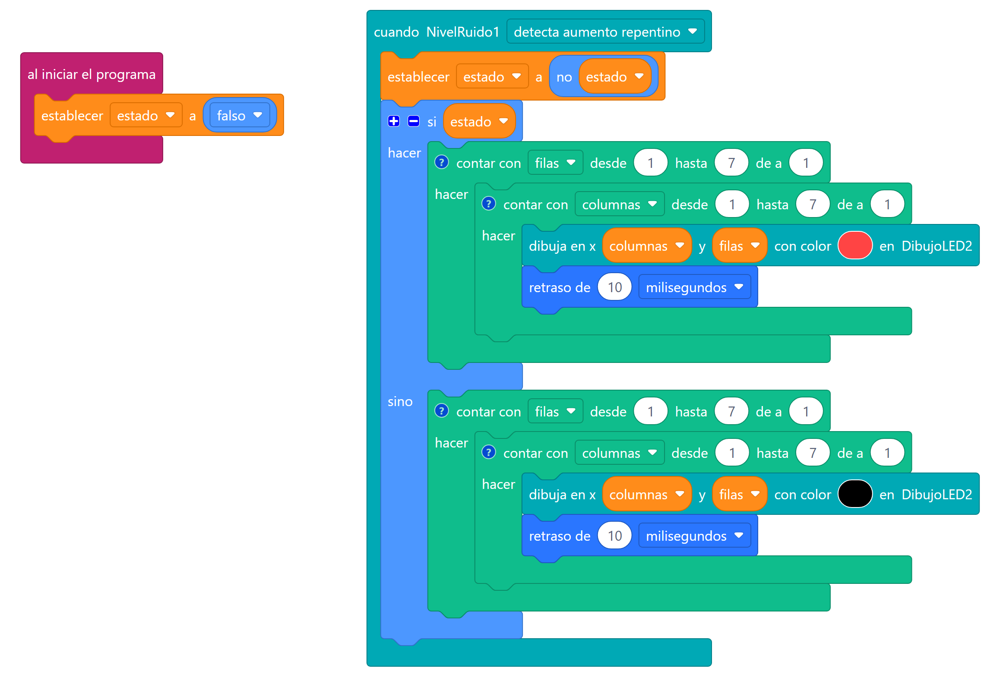 al iniciar el programa
establecer estado a falso
cuando NivelRuido1 detecta aumento repentino
establecer estado a no estado
si estado
hacer
? contar con filas desde 1 hasta 7 de a 1
hacer
? contar con columnas desde 1 hasta 7 de a 1
hacer
dibuja en x columnas y filas con color en DibujoLED2
retraso de 10 milisegundos
sino
? contar con filas desde 1 hasta 7 de a 1
hacer
? contar con columnas desde 1 hasta 7 de a 1
hacer
dibuja en x columnas y filas con color en DibujoLED2
retraso de 10 milisegundos